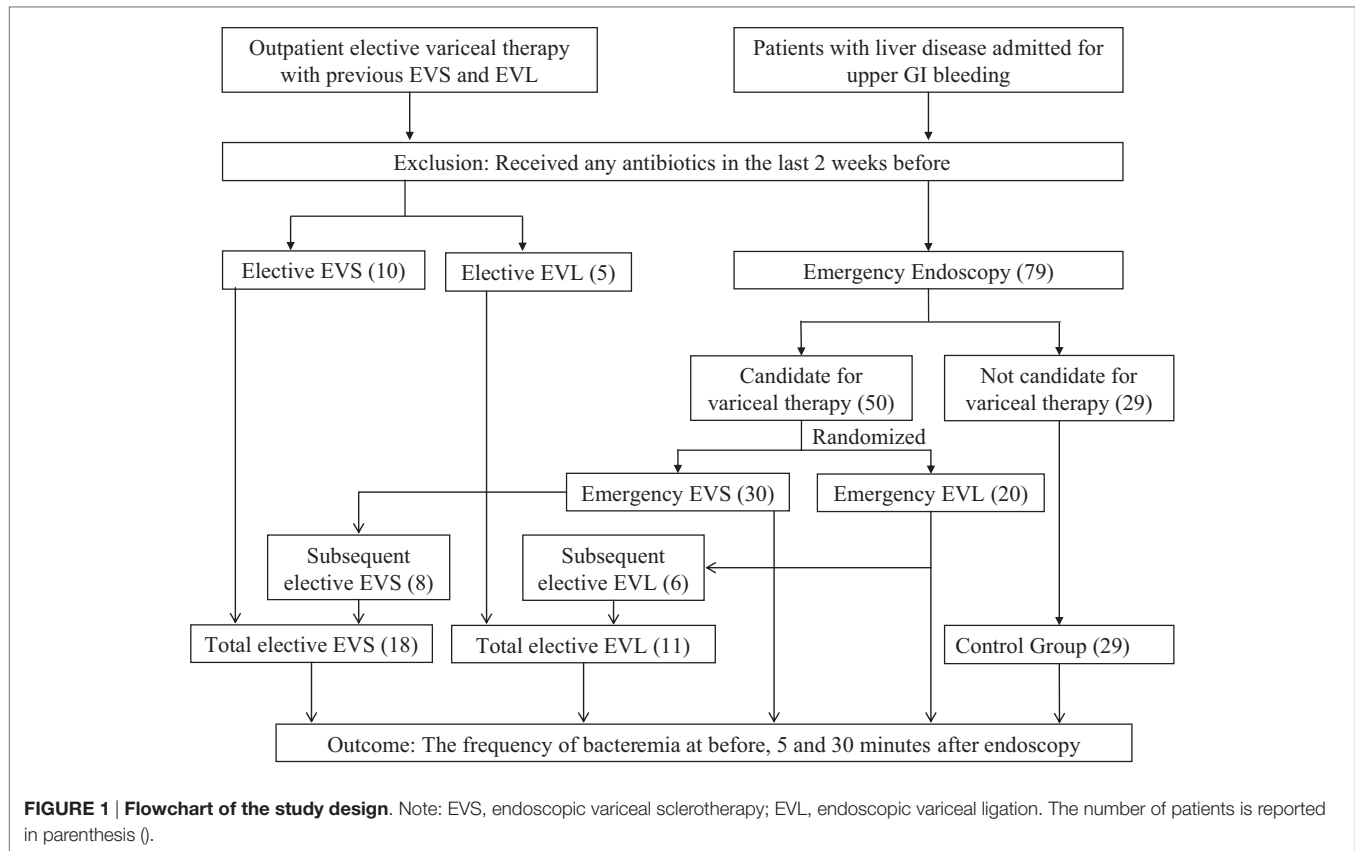 Outpatient elective variceal therapy
with previous EVS and EVL
Patients with liver disease admitted for
upper GI bleeding
Exclusion: Received any antibiotics in the last 2 weeks before
Elective EVS (10)
Elective EVL (5)
Emergency Endoscopy (79)
Candidate for
variceal therapy (50)
Not candidate for
variceal therapy (29)
Randomized
Emergency EVS (30)
Emergency EVL (20)
Subsequent
elective EVS (8)
Subsequent
elective EVL (6)
Total elective EVS (18)
Total elective EVL (11)
Control Group (29)
Outcome: The frequency of bacteremia at before, 5 and 30 minutes after endoscopy
FIGURE 1 | Flowchart of the study design. Note: EVS, endoscopic variceal sclerotherapy; EVL, endoscopic variceal ligation. The number of patients is reported
in parenthesis ().